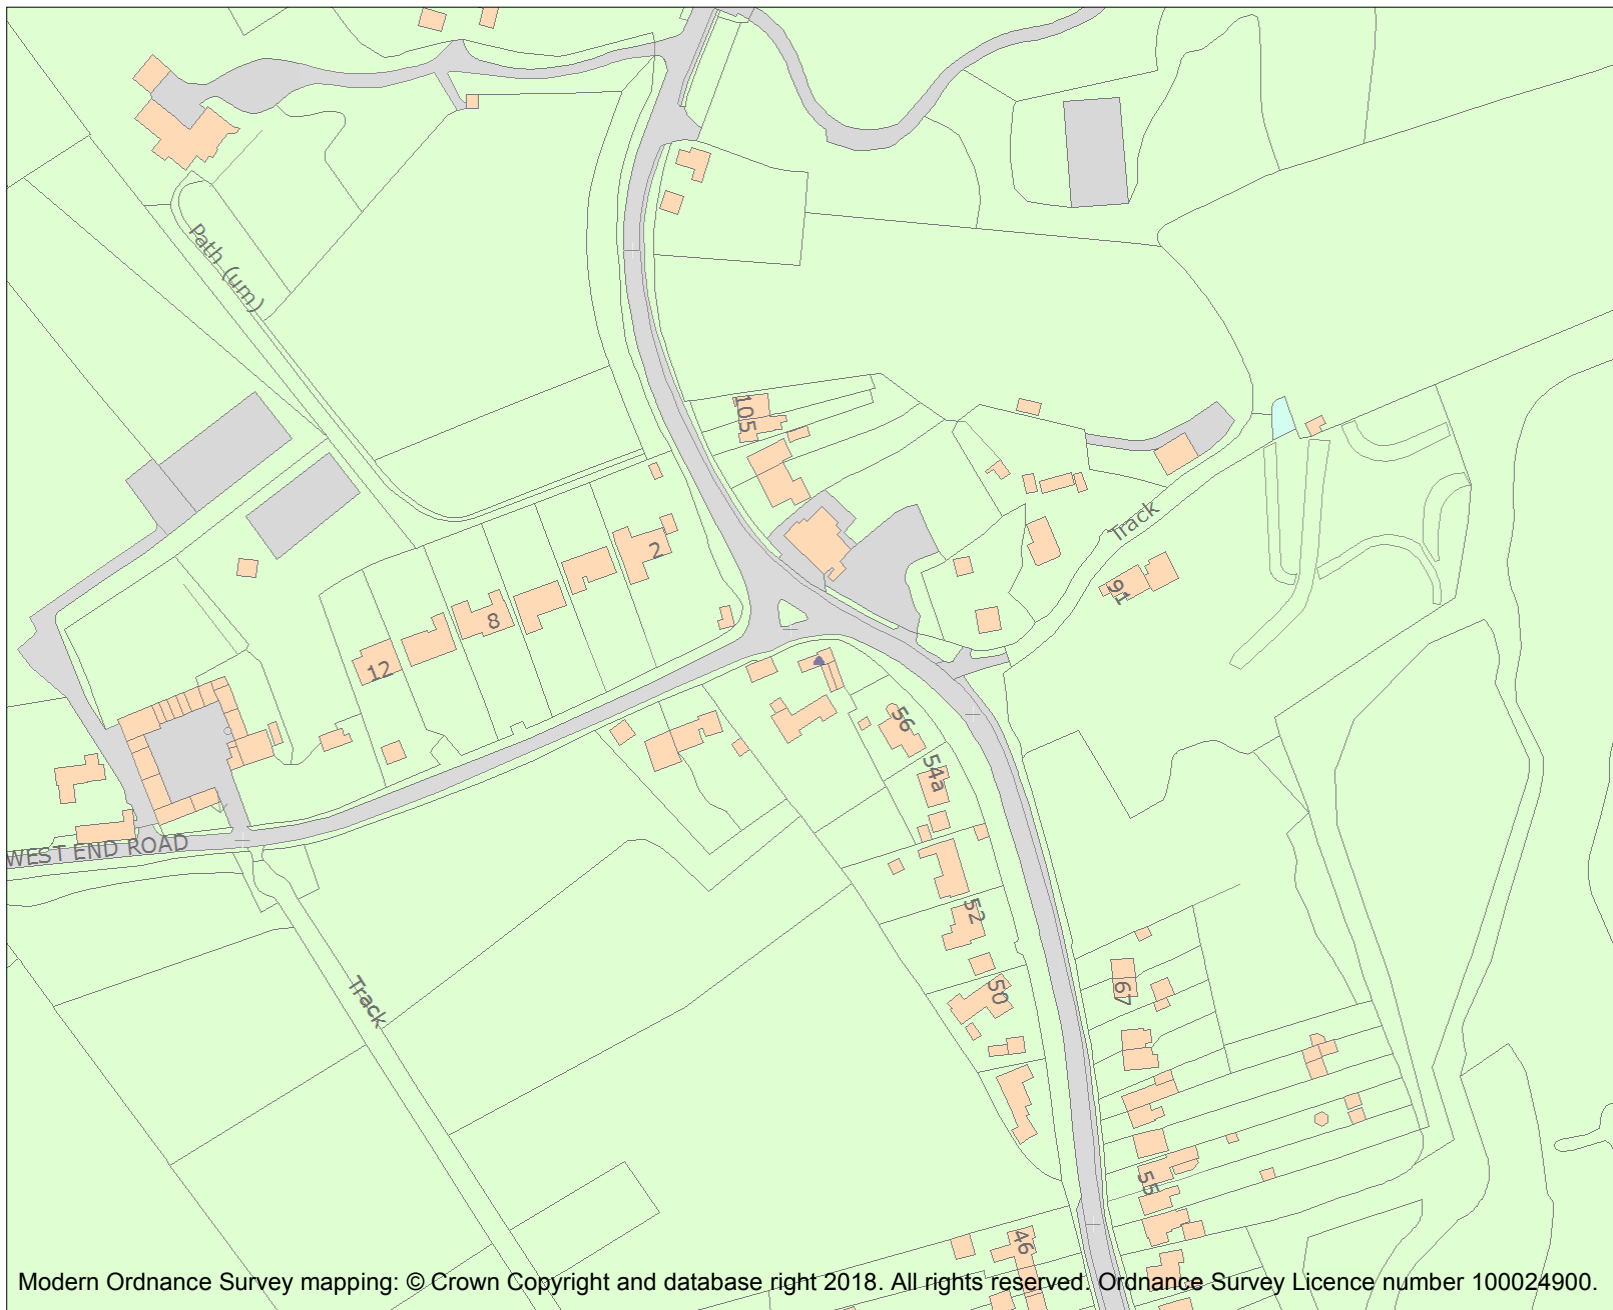 Path (um)
105
2
Track
91
8
12
56
54a
WEST END ROAD
52
50
67
Track
55
46
Modern Ordnance Survey mapping: © Crown Copyright and database right 2018. All rights reserved. Ordnance Survey Licence number 100024900.